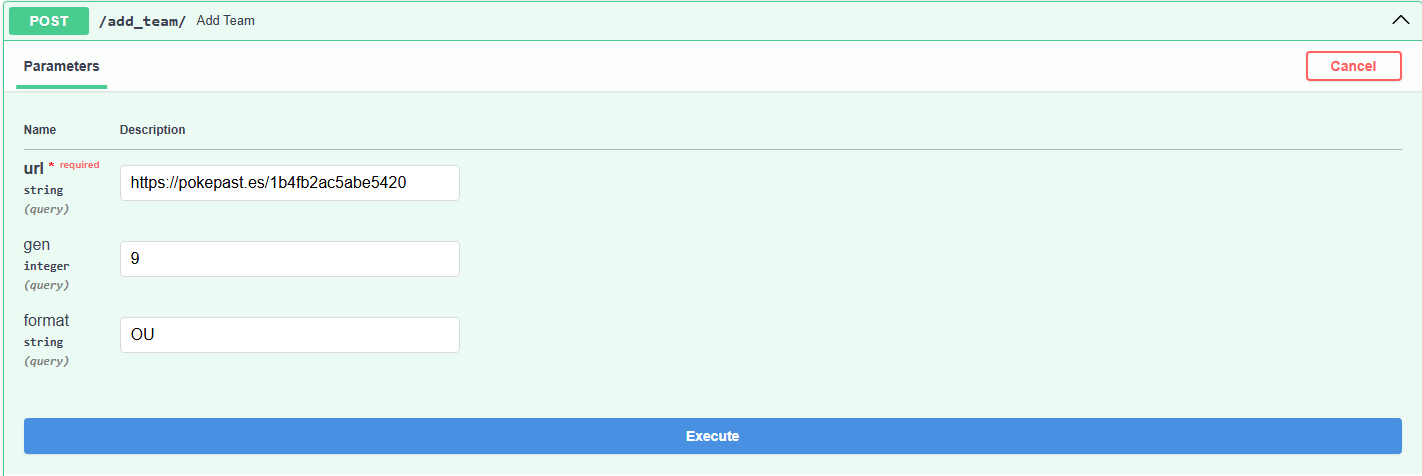 POST /add_team/ Add Team
Parameters
Cancel
Name Description
url * required
string
(query)
https://pokepast.es/1b4fb2ac5abe5420
gen
integer
(query)
9
format
string
(query)
OU
Execute